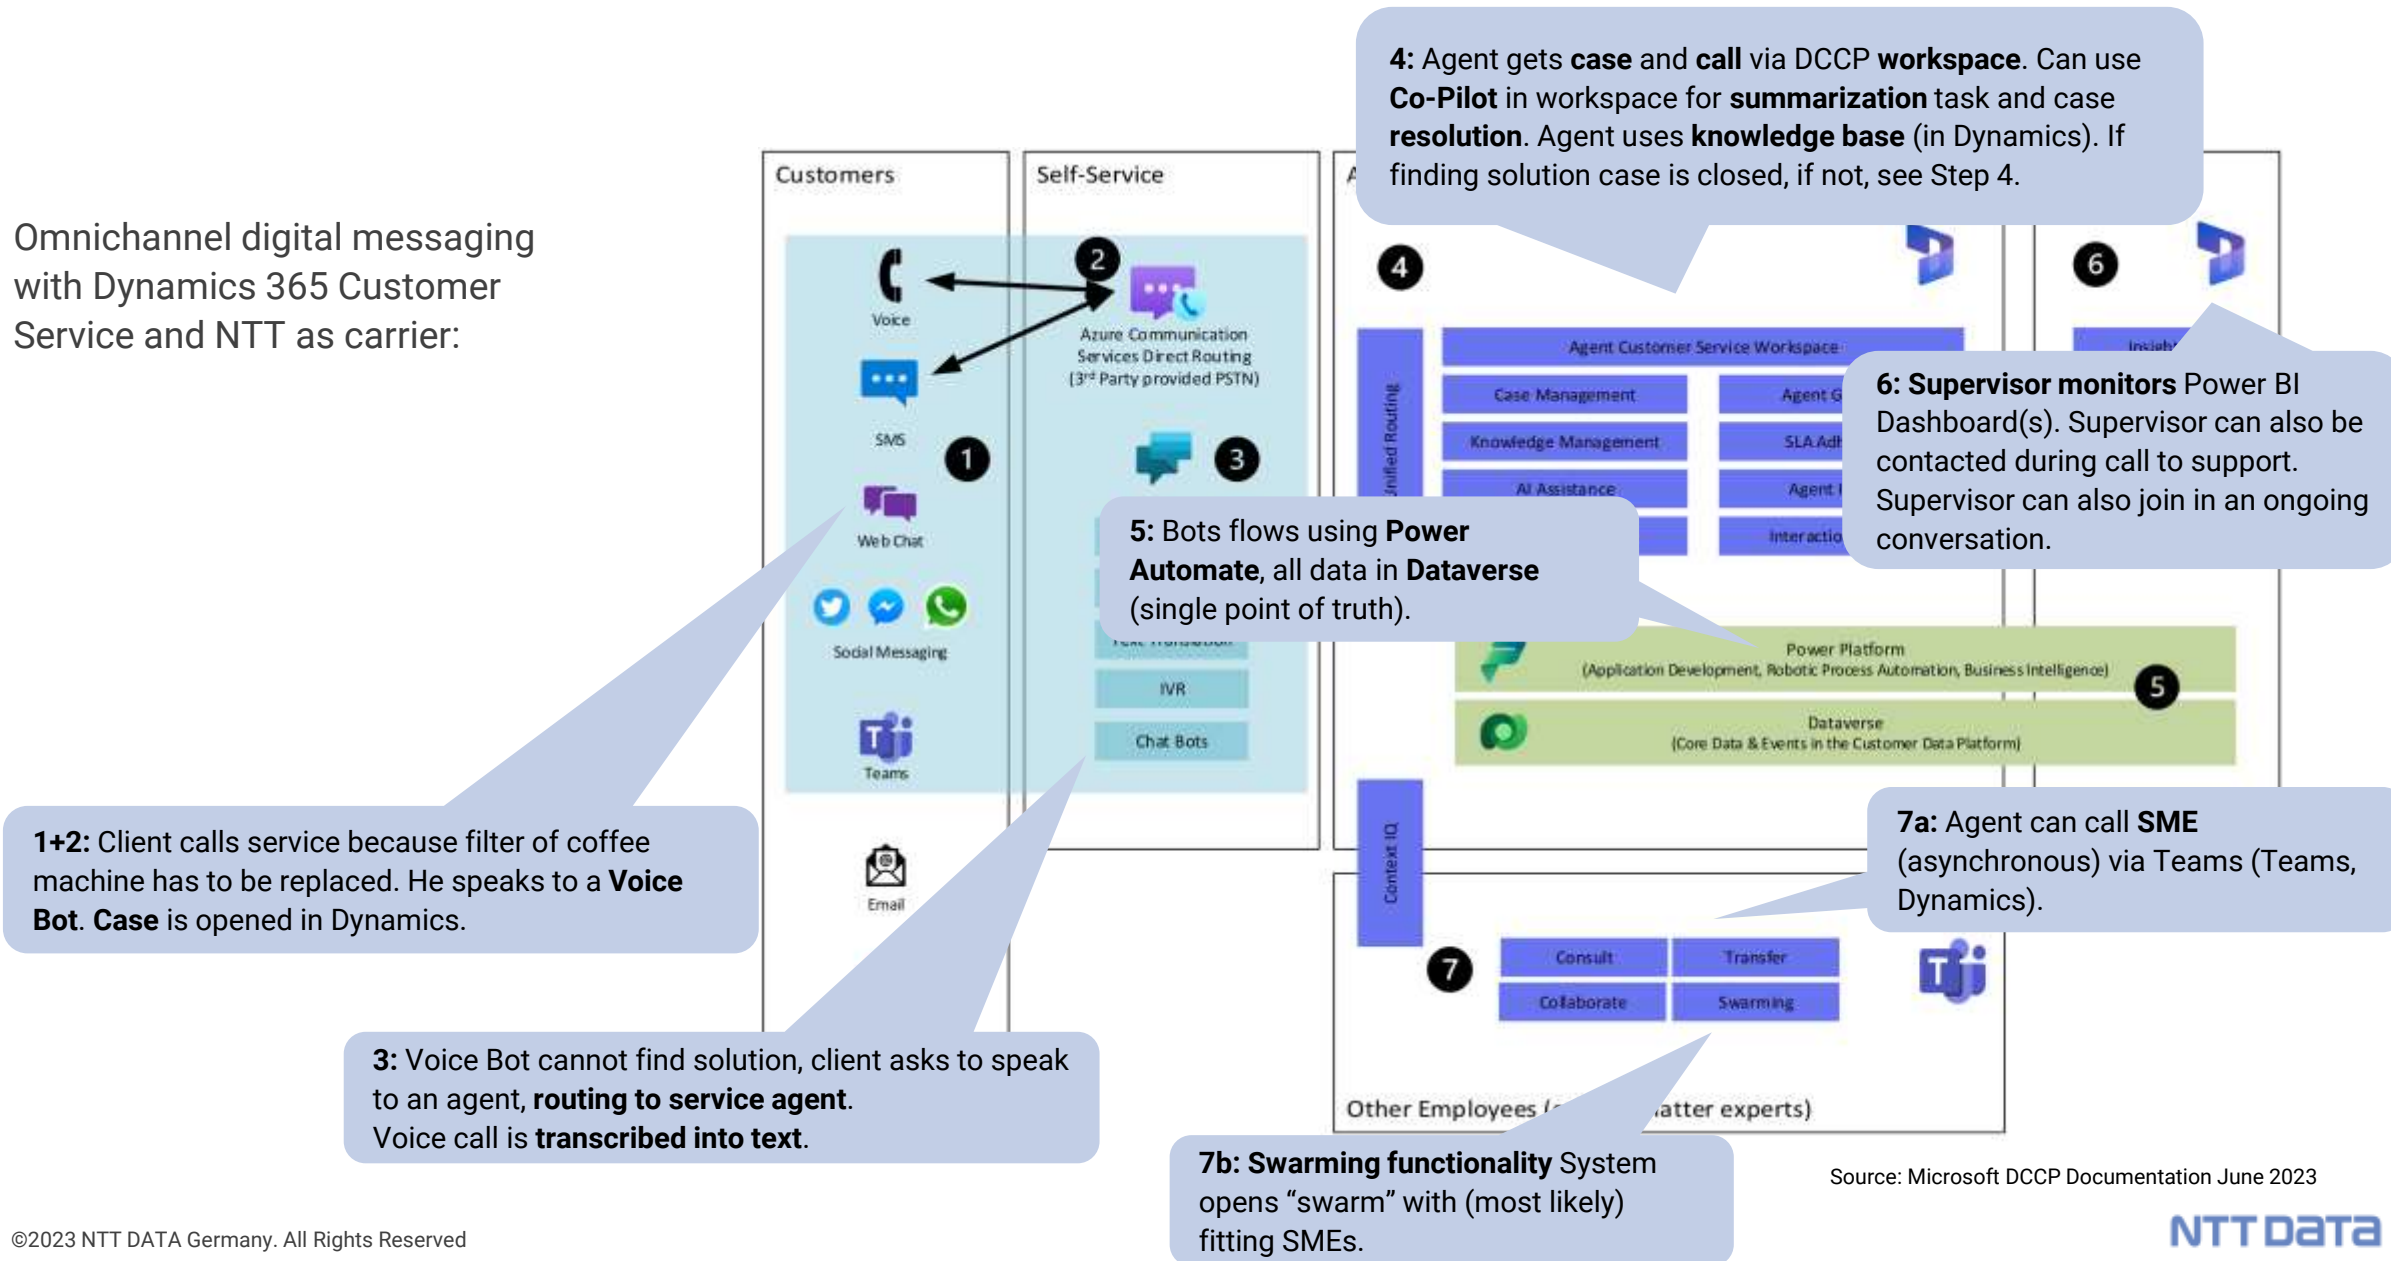 Omnichannel digital messaging
with Dynamics 365 Customer
Service and NTT as carrier:
4: Agent gets case and call via DCCP workspace. Can use
Co-Pilot in workspace for summarization task and case
resolution. Agent uses knowledge base (in Dynamics). If
finding solution case is closed, if not, see Step 4.
Customers
Self-Service
1
Voice
SMS
Web Chat
Social Messaging
Teams
Email
2
Azure Communication
Services Direct Routing
(3rd Party provided PSTN)
3
IVR
Chat Bots
4
Unified Routing
Agent Customer Service Workspace
Case Management
Agent
Knowledge Management
SLA
AI Assistance
Agent
6
6: Supervisor monitors Power BI
Dashboard(s). Supervisor can also be
contacted during call to support.
Supervisor can also join in an ongoing
conversation.
5: Bots flows using Power
Automate, all data in Dataverse
(single point of truth).
Text Translation
Power Platform
(Application Development, Robotic Process Automation, Business Intelligence)
5
Dataverse
(Core Data & Events in the Customer Data Platform)
1+2: Client calls service because filter of coffee
machine has to be replaced. He speaks to a Voice
Bot. Case is opened in Dynamics.
Context IQ
7a: Agent can call SME
(asynchronous) via Teams (Teams,
Dynamics).
7
Consult
Transfer
Collaborate
Swarming
3: Voice Bot cannot find solution, client asks to speak
to an agent, routing to service agent.
Voice call is transcribed into text.
Other Employees (
atter experts)
7b: Swarming functionality System
opens “swarm” with (most likely)
fitting SMEs.
Source: Microsoft DCCP Documentation June 2023
©2023 NTT DATA Germany. All Rights Reserved
NTT DATA